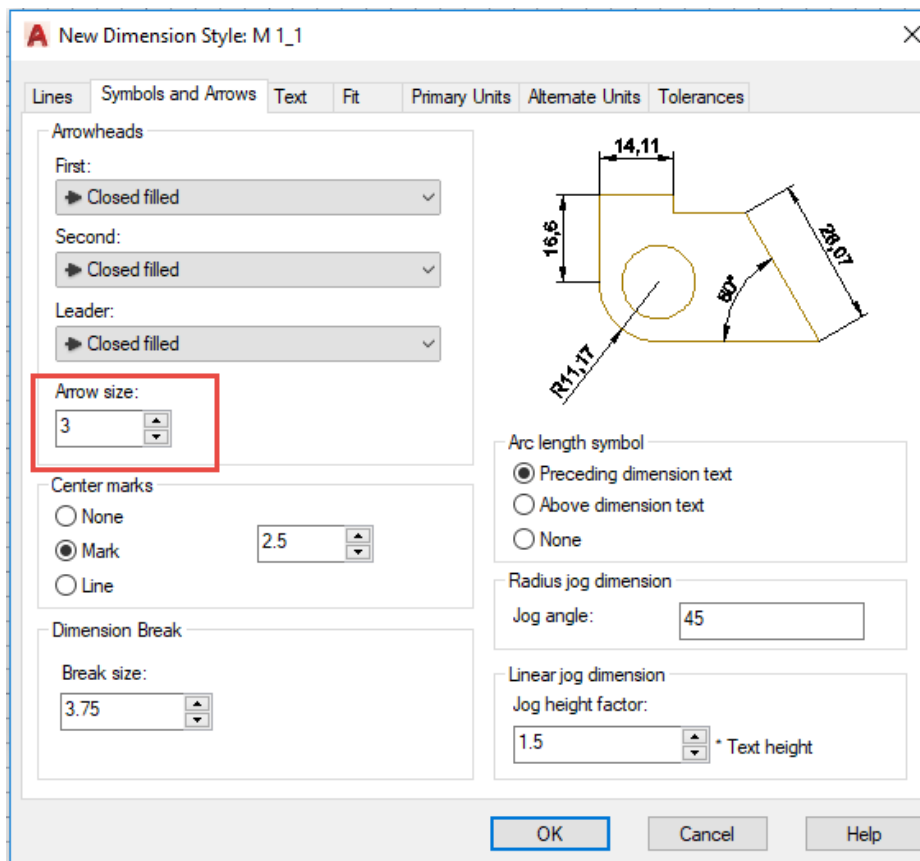 New Dimension Style: M 1_1
Lines Symbols and Arrows Text Fit Primary Units Alternate Units Tolerances
Arrowheads
First:
Closed filled
Second:
Closed filled
Leader:
Closed filled
Arrow size:
3
Center marks
None
Mark
Line
2.5
Dimension Break
Break size:
3.75
14,11
16,6
28,07
60°
R11,17
Arc length symbol
Preceding dimension text
Above dimension text
None
Radius jog dimension
Jog angle:
45
Linear jog dimension
Jog height factor:
1.5
* Text height
OK Cancel Help